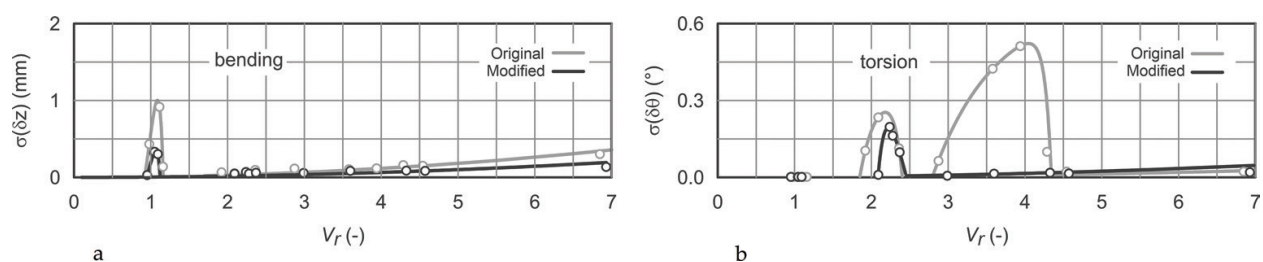 2
1
0
σ(δz) (mm)
bending
Original
Modified
0 1 2 3 4 5 6 7
Vr (-)
a
0.6
0.3
0.0
σ(δθ) (°)
torsion
Original
Modified
0 1 2 3 4 5 6 7
Vr (-)
b